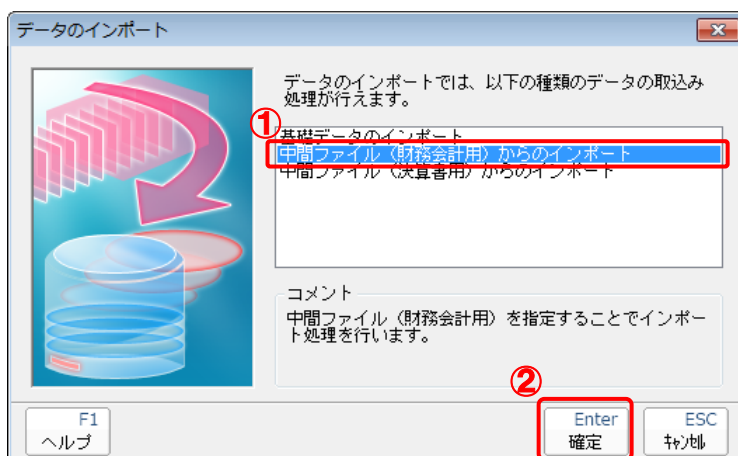 データのインポート
データのインポートでは、以下の種類のデータの取込み
処理が行えます。
①
基礎データのインポート
中間ファイル（財務会計用）からのインポート
中間ファイル（決算書用）からのインポート
コメント
中間ファイル（財務会計用）を指定することでインポー
ト処理を行います。
②
F1
ヘルプ
Enter
確定
ESC
ｷｬﾝｾﾙ